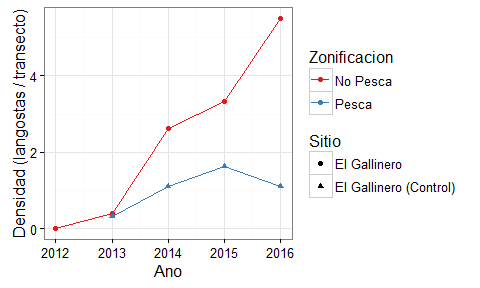 Densidad (langostas / transecto)
4
2
0
2012 2013 2014 2015 2016
Ano
Zonificacion
No Pesca
Pesca
Sitio
El Gallinero
El Gallinero (Control)